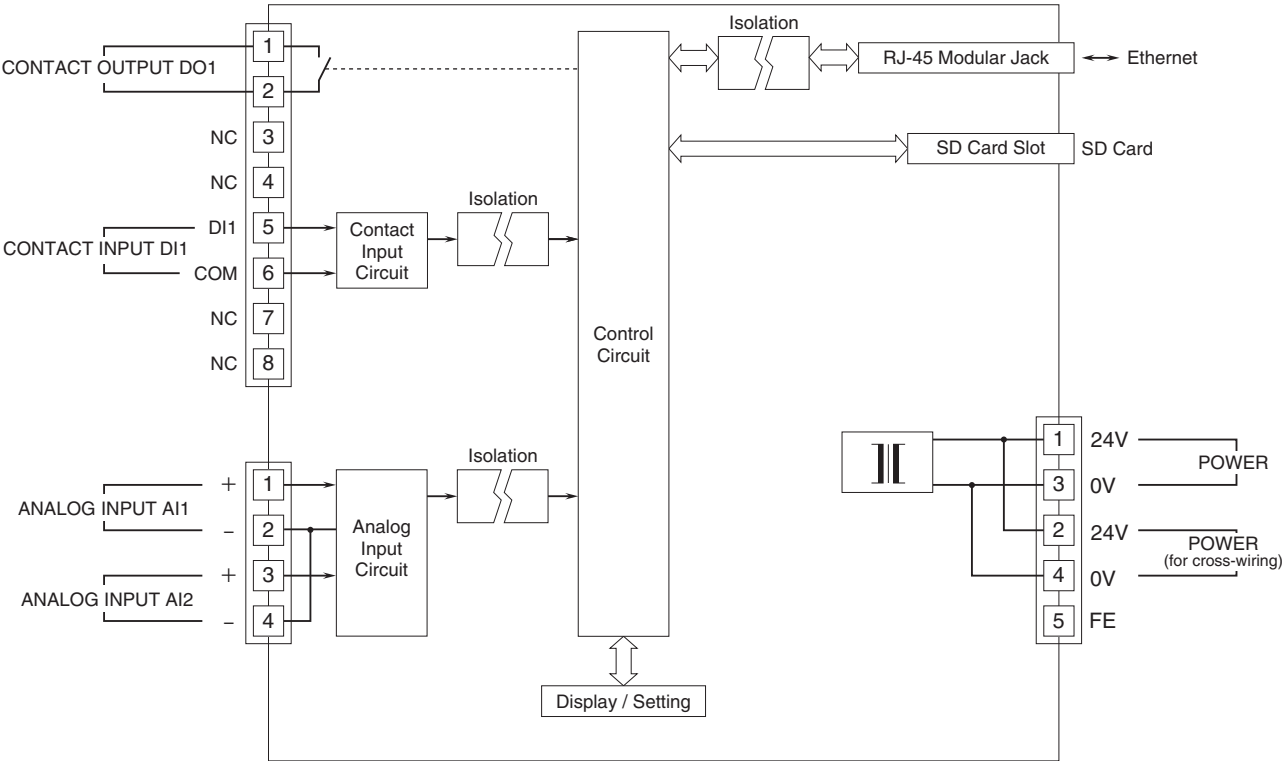 Isolation
1
CONTACT OUTPUT DO1
2
RJ-45 Modular Jack
Ethernet
NC 3
SD Card Slot
SD Card
NC 4
Isolation
DI1 5
CONTACT INPUT DI1
COM 6
Contact
Input
Circuit
NC 7
NC 8
Control
Circuit
Isolation
+ 1
ANALOG INPUT AI1
− 2
+ 3
ANALOG INPUT AI2
− 4
Analog
Input
Circuit
1 24V
POWER
3 0V
2 24V
POWER
(for cross-wiring)
4 0V
5 FE
Display / Setting